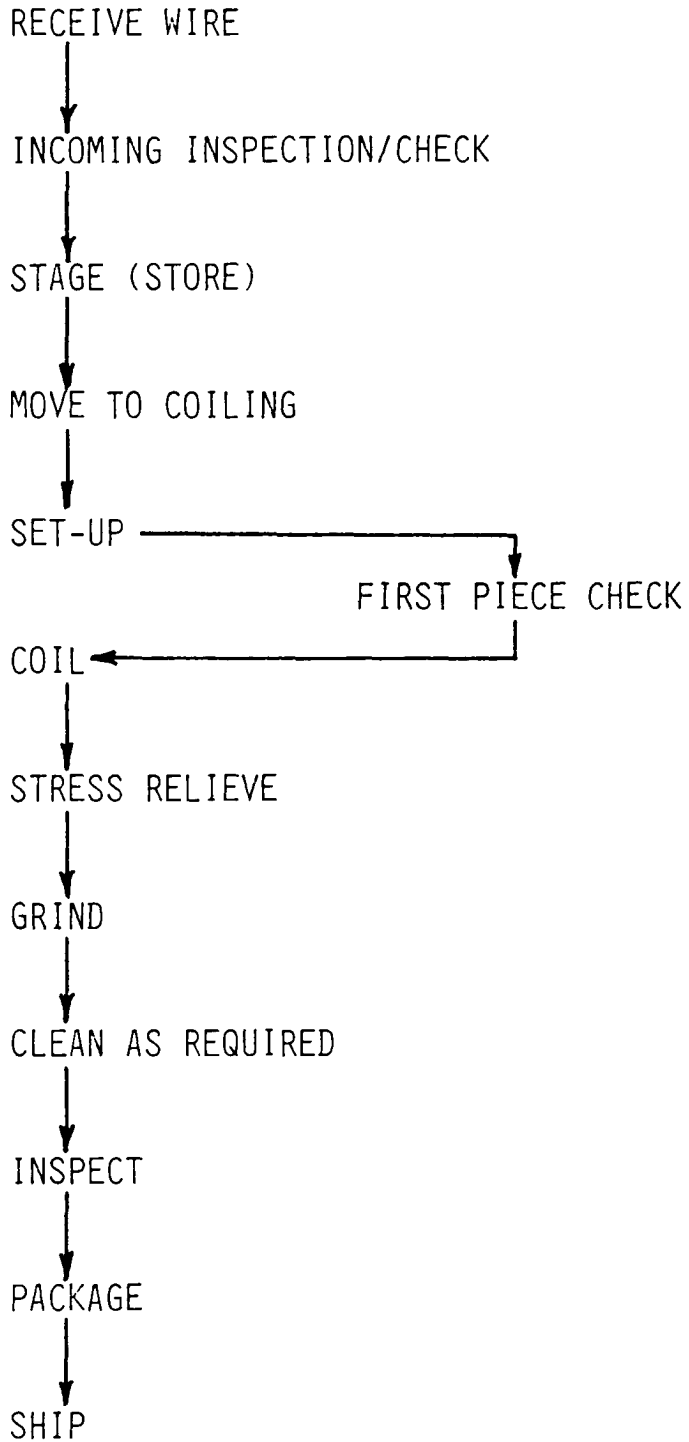 RECEIVE WIRE
INCOMING INSPECTION/CHECK
STAGE (STORE)
MOVE TO COILING
SET-UP
FIRST PIECE CHECK
COIL
STRESS RELIEVE
GRIND
CLEAN AS REQUIRED
INSPECT
PACKAGE
SHIP